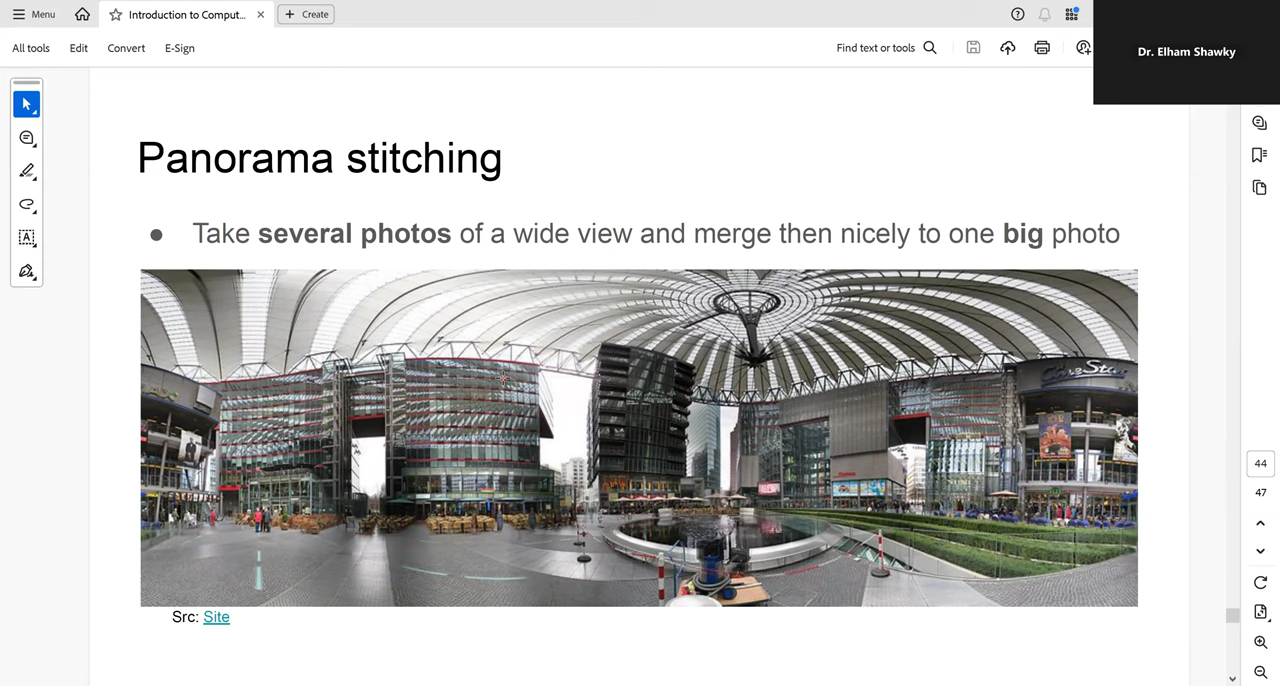 Menu
Introduction to Comput...
Create
All tools
Edit
Convert
E-Sign
Find text or tools
Dr. Elham Shawky
Panorama stitching
● Take several photos of a wide view and merge then nicely to one big photo
CineStar
Src: Site
44
47